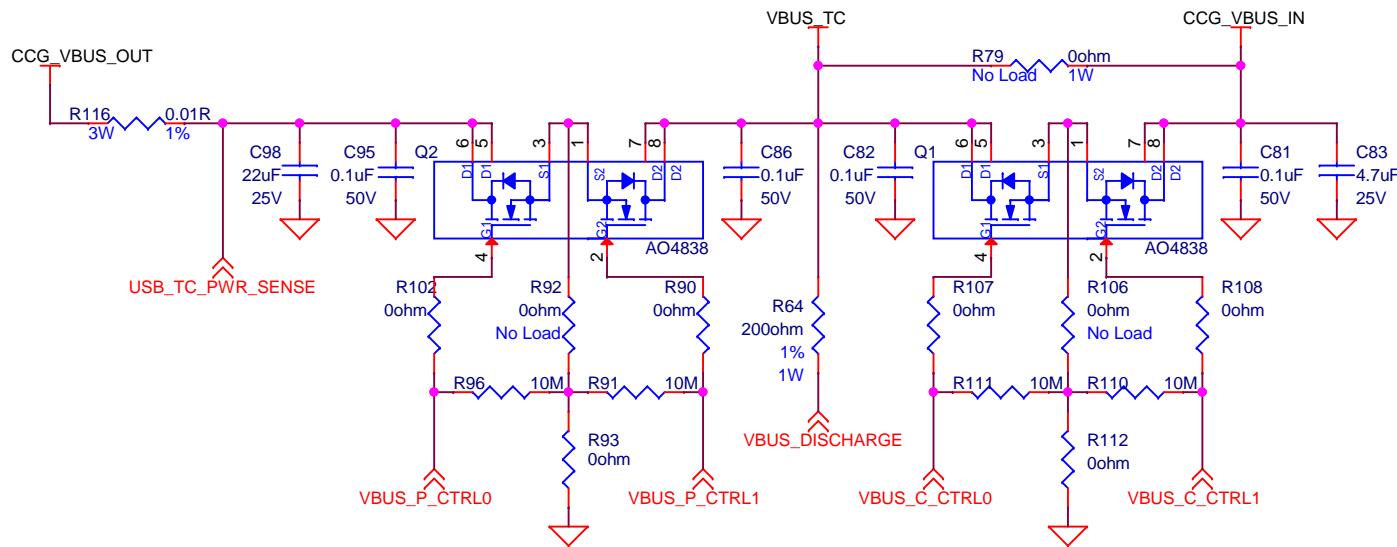 VBUS_TC
CCG_VBUS_IN
CCG_VBUS_OUT
R79
0ohm
No Load
1W
R116
0.01R
3W
1%
C98
22uF
25V
C95
0.1uF
50V
Q2
6
5
3
1
7
8
D1
D1
S1
S2
D2
D2
G1
G2
AO4838
4
2
C86
0.1uF
50V
C82
0.1uF
50V
Q1
6
5
3
1
7
8
D1
D1
S1
S2
D2
D2
G1
G2
AO4838
4
2
C81
0.1uF
50V
C83
4.7uF
25V
USB_TC_PWR_SENSE
R102
0ohm
R92
0ohm
No Load
R90
0ohm
R64
200ohm
1%
1W
R107
0ohm
R106
0ohm
No Load
R108
0ohm
R96
10M
R91
10M
R111
10M
R110
10M
R93
0ohm
VBUS_DISCHARGE
R112
0ohm
VBUS_P_CTRL0
VBUS_P_CTRL1
VBUS_C_CTRL0
VBUS_C_CTRL1